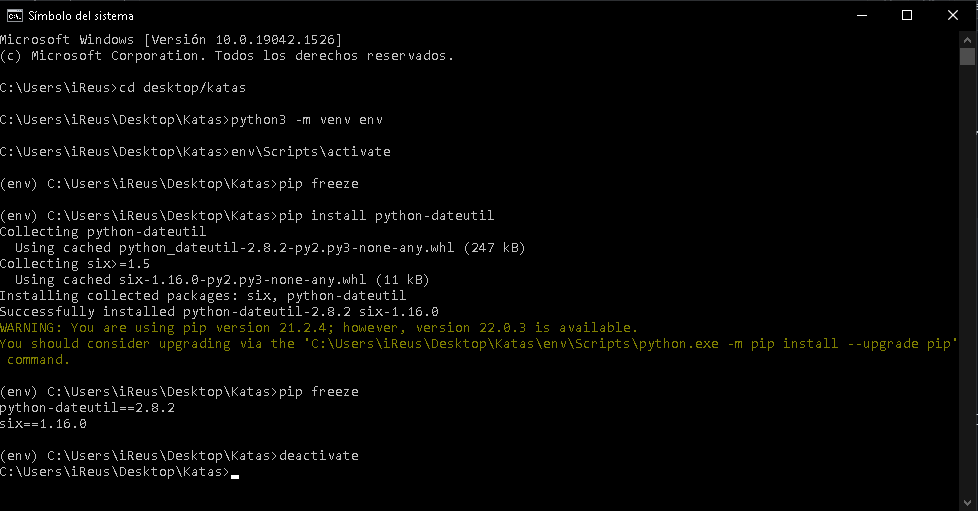 Símbolo del sistema
Microsoft Windows [Versión 10.0.19042.1526]
(c) Microsoft Corporation. Todos los derechos reservados.
C:\Users\iReus>cd desktop/katas
C:\Users\iReus\Desktop\Katas>python3 -m venv env
C:\Users\iReus\Desktop\Katas>env\Scripts\activate
(env) C:\Users\iReus\Desktop\Katas>pip freeze
(env) C:\Users\iReus\Desktop\Katas>pip install python-dateutil
Collecting python-dateutil
  Using cached python_dateutil-2.8.2-py2.py3-none-any.whl (247 kB)
Collecting six>=1.5
  Using cached six-1.16.0-py2.py3-none-any.whl (11 kB)
Installing collected packages: six, python-dateutil
Successfully installed python-dateutil-2.8.2 six-1.16.0
WARNING: You are using pip version 21.2.4; however, version 22.0.3 is available.
You should consider upgrading via the 'C:\Users\iReus\Desktop\Katas\env\Scripts\python.exe -m pip install --upgrade pip'
 command.
(env) C:\Users\iReus\Desktop\Katas>pip freeze
python-dateutil==2.8.2
six==1.16.0
(env) C:\Users\iReus\Desktop\Katas>deactivate
C:\Users\iReus\Desktop\Katas>